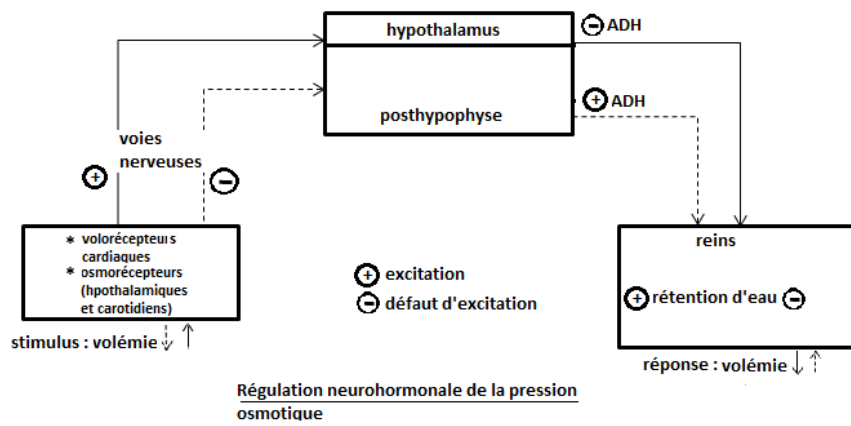 hypothalamus
⊖ ADH
posthypophyse
⊕ ADH
voies
nerveuses
⊕
⊖
* volorécepteurs
cardiaques
* osmorécepteurs
(hpothalamiques
et carotidiens)
stimulus : volémie
⊕ excitation
⊖ défaut d'excitation
reins
⊕ rétention d'eau ⊖
réponse : volémie
Régulation neurohormonale de la pression
osmotique